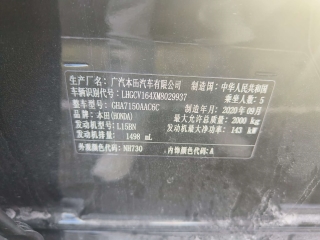 生产厂：广汽本田汽车有限公司 制造国：中华人民共和国
车辆识别代号：LHGCV164XM8029937 乘坐人数：5
整车型号：GHA7150AAC6C 制造年月：2020年09月
品牌：本田(HONDA) 最大允许总质量：2000 kg
发动机型号：L15BN 发动机最大净功率：143 kW
发动机排量：1498 mL
外观颜色代码：NH730 内饰颜色代码：A